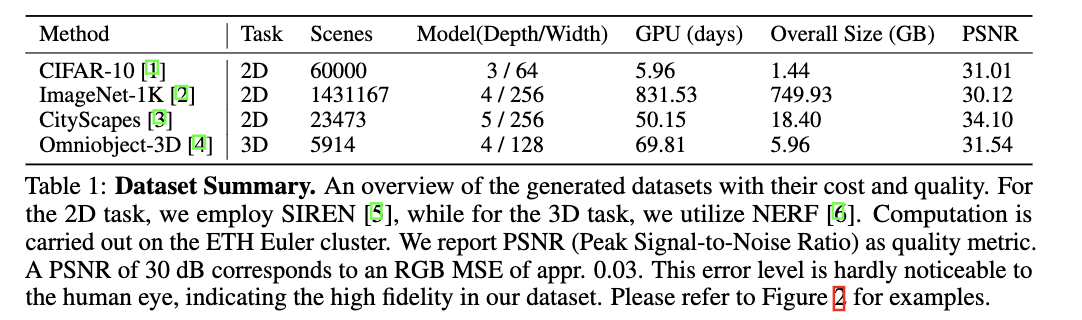 Method Task Scenes Model(Depth/Width) GPU (days) Overall Size (GB) PSNR
CIFAR-10 [1] 2D 60000 3 / 64 5.96 1.44 31.01
ImageNet-1K [2] 2D 1431167 4 / 256 831.53 749.93 30.12
CityScapes [3] 2D 23473 5 / 256 50.15 18.40 34.10
Omniobject-3D [4] 3D 5914 4 / 128 69.81 5.96 31.54
Table 1: Dataset Summary. An overview of the generated datasets with their cost and quality. For
the 2D task, we employ SIREN [5], while for the 3D task, we utilize NERF [6]. Computation is
carried out on the ETH Euler cluster. We report PSNR (Peak Signal-to-Noise Ratio) as quality metric.
A PSNR of 30 dB corresponds to an RGB MSE of appr. 0.03. This error level is hardly noticeable to
the human eye, indicating the high fidelity in our dataset. Please refer to Figure 2 for examples.